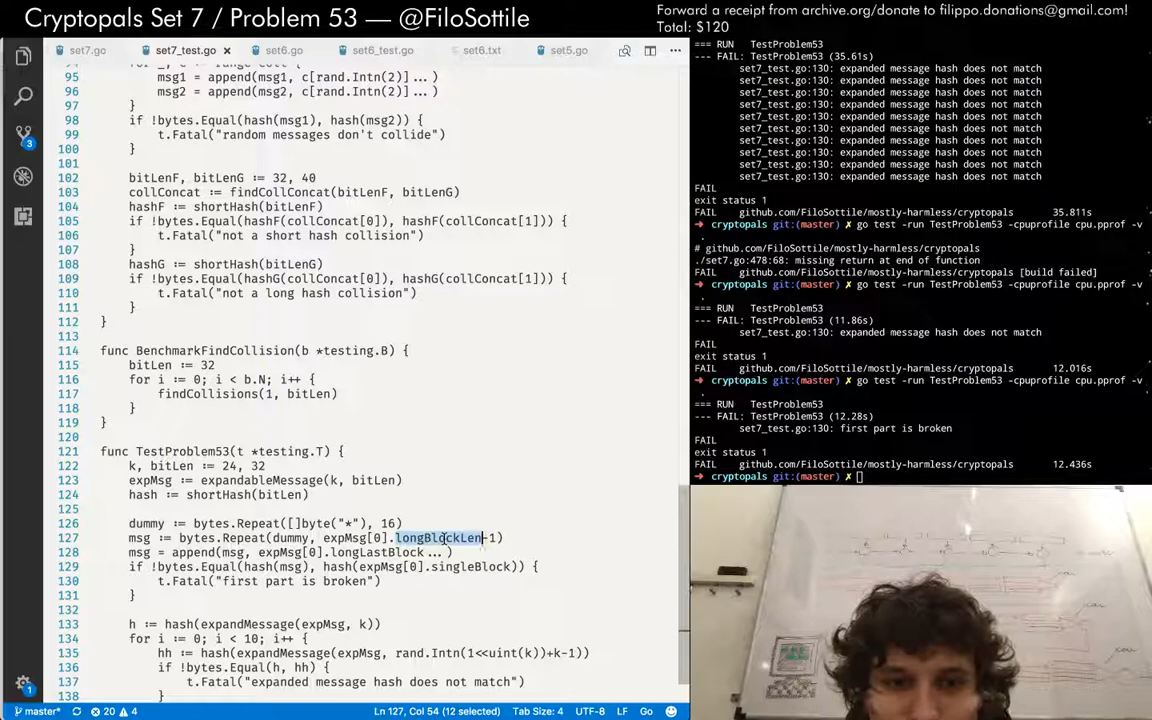 Cryptopals Set 7 / Problem 53 — @FiloSottile
Forward a receipt from archive.org/donate to filippo.donations@gmail.com!
Total: $120
set7.go
set7_test.go ×
set6.go
set6_test.go
set6.txt
set5.go
95 msg1 = append(msg1, c[rand.Intn(2)]...)
96 msg2 = append(msg2, c[rand.Intn(2)]...)
97 }
98 if !bytes.Equal(hash(msg1), hash(msg2)) {
99 t.Fatal("random messages don't collide")
100 }
101
102 bitLenF, bitLenG := 32, 40
103 collConcat := findCollConcat(bitLenF, bitLenG)
104 hashF := shortHash(bitLenF)
105 if !bytes.Equal(hashF(collConcat[0]), hashF(collConcat[1])) {
106 t.Fatal("not a short hash collision")
107 }
108 hashG := shortHash(bitLenG)
109 if !bytes.Equal(hashG(collConcat[0]), hashG(collConcat[1])) {
110 t.Fatal("not a long hash collision")
111 }
112 }
113
114 func BenchmarkFindCollision(b *testing.B) {
115 bitLen := 32
116 for i := 0; i < b.N; i++ {
117 findCollisions(1, bitLen)
118 }
119 }
120
121 func TestProblem53(t *testing.T) {
122 k, bitLen := 24, 32
123 expMsg := expandableMessage(k, bitLen)
124 hash := shortHash(bitLen)
125
126 dummy := bytes.Repeat([]byte("*"), 16)
127 msg := bytes.Repeat(dummy, expMsg[0].longBlockLen-1)
128 msg = append(msg, expMsg[0].longLastBlock...)
129 if !bytes.Equal(hash(msg), hash(expMsg[0].singleBlock)) {
130 t.Fatal("first part is broken")
131 }
132
133 h := hash(expandMessage(expMsg, k))
134 for i := 0; i < 10; i++ {
135 hh := hash(expandMessage(expMsg, rand.Intn(1<<uint(k))+k-1))
136 if !bytes.Equal(h, hh) {
137 t.Fatal("expanded message hash does not match")
138 }
=== RUN TestProblem53
--- FAIL: TestProblem53 (35.61s)
set7_test.go:130: expanded message hash does not match
set7_test.go:130: expanded message hash does not match
set7_test.go:130: expanded message hash does not match
set7_test.go:130: expanded message hash does not match
set7_test.go:130: expanded message hash does not match
set7_test.go:130: expanded message hash does not match
set7_test.go:130: expanded message hash does not match
set7_test.go:130: expanded message hash does not match
set7_test.go:130: expanded message hash does not match
set7_test.go:130: expanded message hash does not match
FAIL
exit status 1
FAIL github.com/FiloSottile/mostly-harmless/cryptopals 35.811s
➜ cryptopals git:(master) ✗ go test -run TestProblem53 -cpuprofile cpu.pprof -v
.
# github.com/FiloSottile/mostly-harmless/cryptopals
./set7.go:478:68: missing return at end of function
FAIL github.com/FiloSottile/mostly-harmless/cryptopals [build failed]
➜ cryptopals git:(master) ✗ go test -run TestProblem53 -cpuprofile cpu.pprof -v
.
=== RUN TestProblem53
--- FAIL: TestProblem53 (11.86s)
set7_test.go:130: expanded message hash does not match
FAIL
exit status 1
FAIL github.com/FiloSottile/mostly-harmless/cryptopals 12.016s
➜ cryptopals git:(master) ✗ go test -run TestProblem53 -cpuprofile cpu.pprof -v
.
=== RUN TestProblem53
--- FAIL: TestProblem53 (12.28s)
set7_test.go:130: first part is broken
FAIL
exit status 1
FAIL github.com/FiloSottile/mostly-harmless/cryptopals 12.436s
➜ cryptopals git:(master) ✗
3
1
master* 20 4
Ln 127, Col 54 (12 selected) Tab Size: 4 UTF-8 LF Go